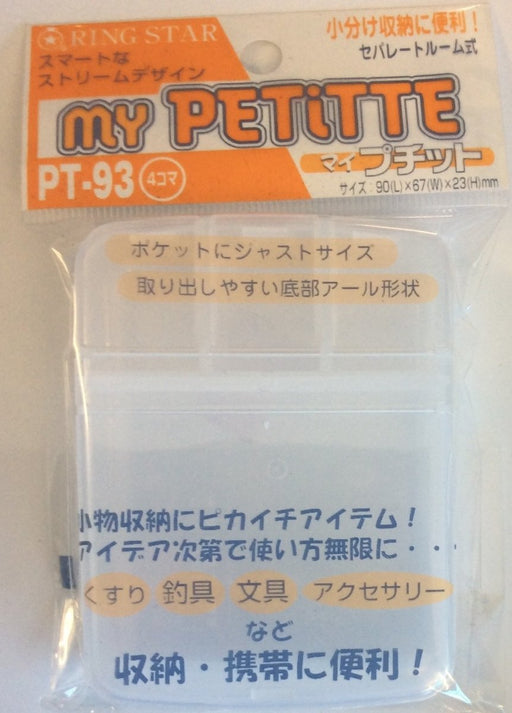 RING STAR
小分け収納に便利！
セパレートルーム式
スマートな
ストリームデザイン
MY PETiTTE
マイプチット
PT-93 4コマ
サイズ：90(L)×67(W)×23(H)mm
ポケットにジャストサイズ
取り出しやすい底部アール形状
小物収納にピカイチアイテム！
アイデア次第で使い方無限に・・・
くすり 釣具 文具 アクセサリー
など
収納・携帯に便利！